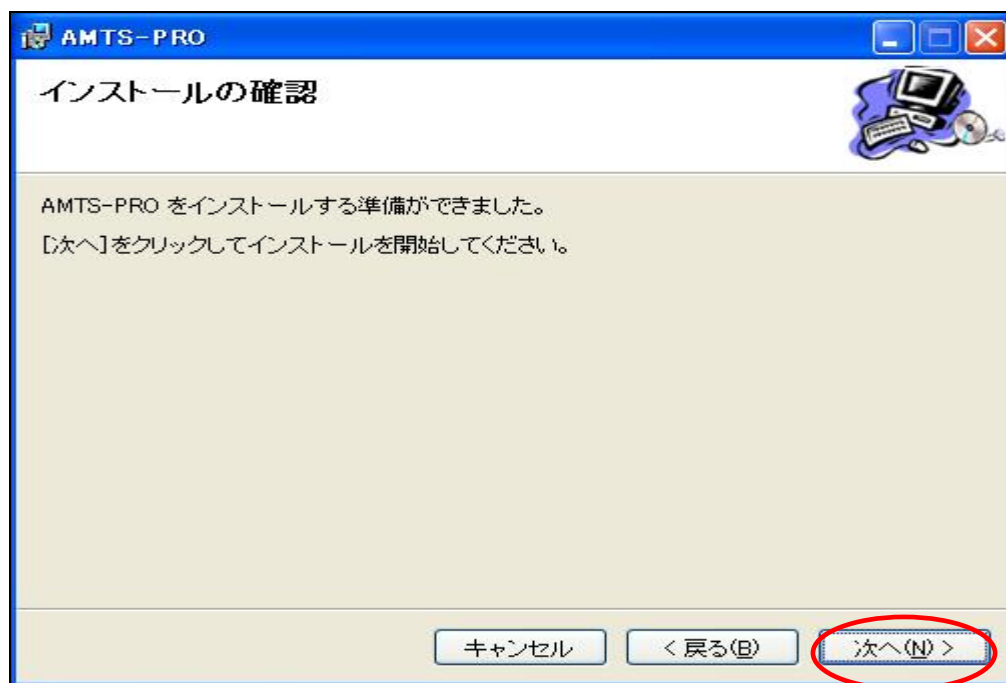 AMTS-PRO
インストールの確認
AMTS-PRO をインストールする準備ができました。
[次へ]をクリックしてインストールを開始してください。
キャンセル
< 戻る(B)
次へ(N) >